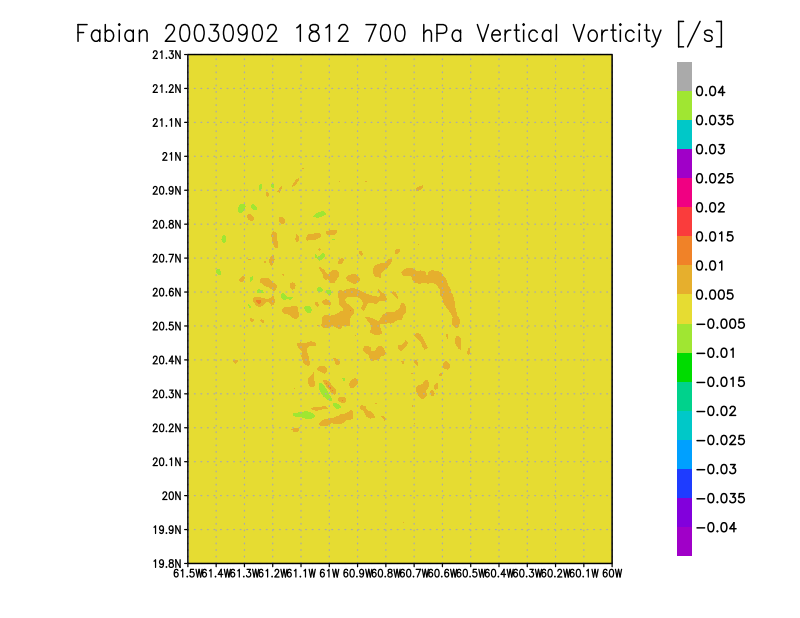 Fabian 20030902 1812 700 hPa Vertical Vorticity [/s]
21.3N
21.2N
21.1N
21N
20.9N
20.8N
20.7N
20.6N
20.5N
20.4N
20.3N
20.2N
20.1N
20N
19.9N
19.8N
61.5W 61.4W 61.3W 61.2W 61.1W 61W 60.9W 60.8W 60.7W 60.6W 60.5W 60.4W 60.3W 60.2W 60.1W 60W
0.04
0.035
0.03
0.025
0.02
0.015
0.01
0.005
−0.005
−0.01
−0.015
−0.02
−0.025
−0.03
−0.035
−0.04